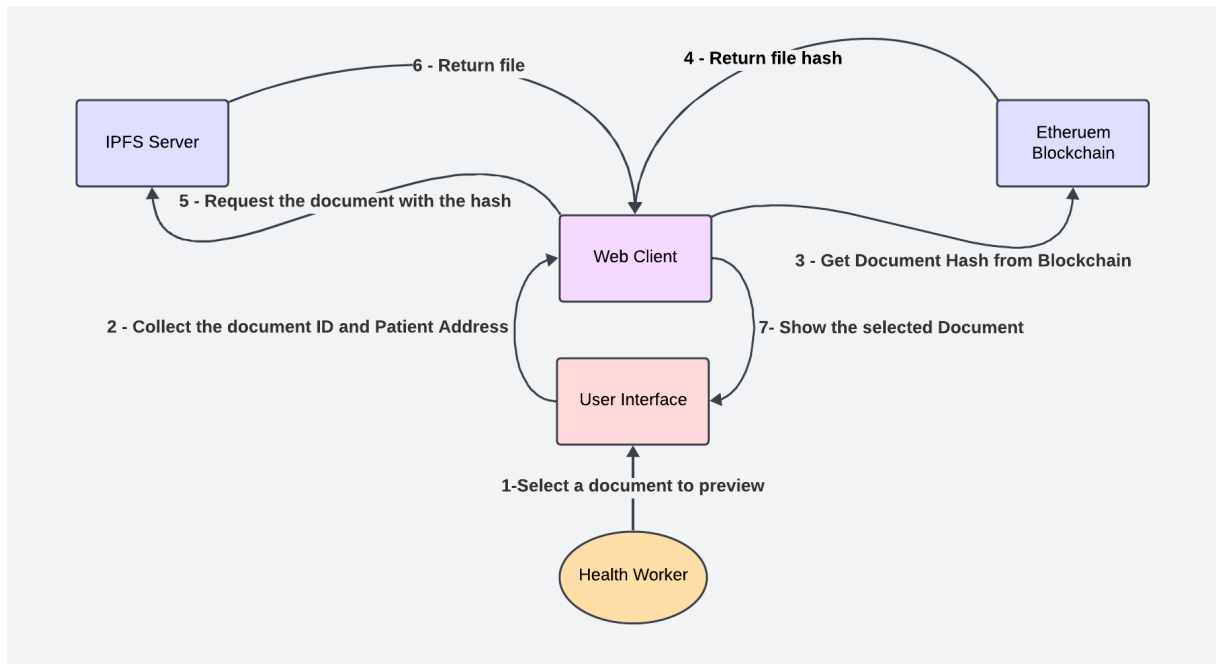 6 - Return file
4 - Return file hash
IPFS Server
Etheruem
Blockchain
5 - Request the document with the hash
Web Client
3 - Get Document Hash from Blockchain
2 - Collect the document ID and Patient Address
7- Show the selected Document
User Interface
1-Select a document to preview
Health Worker